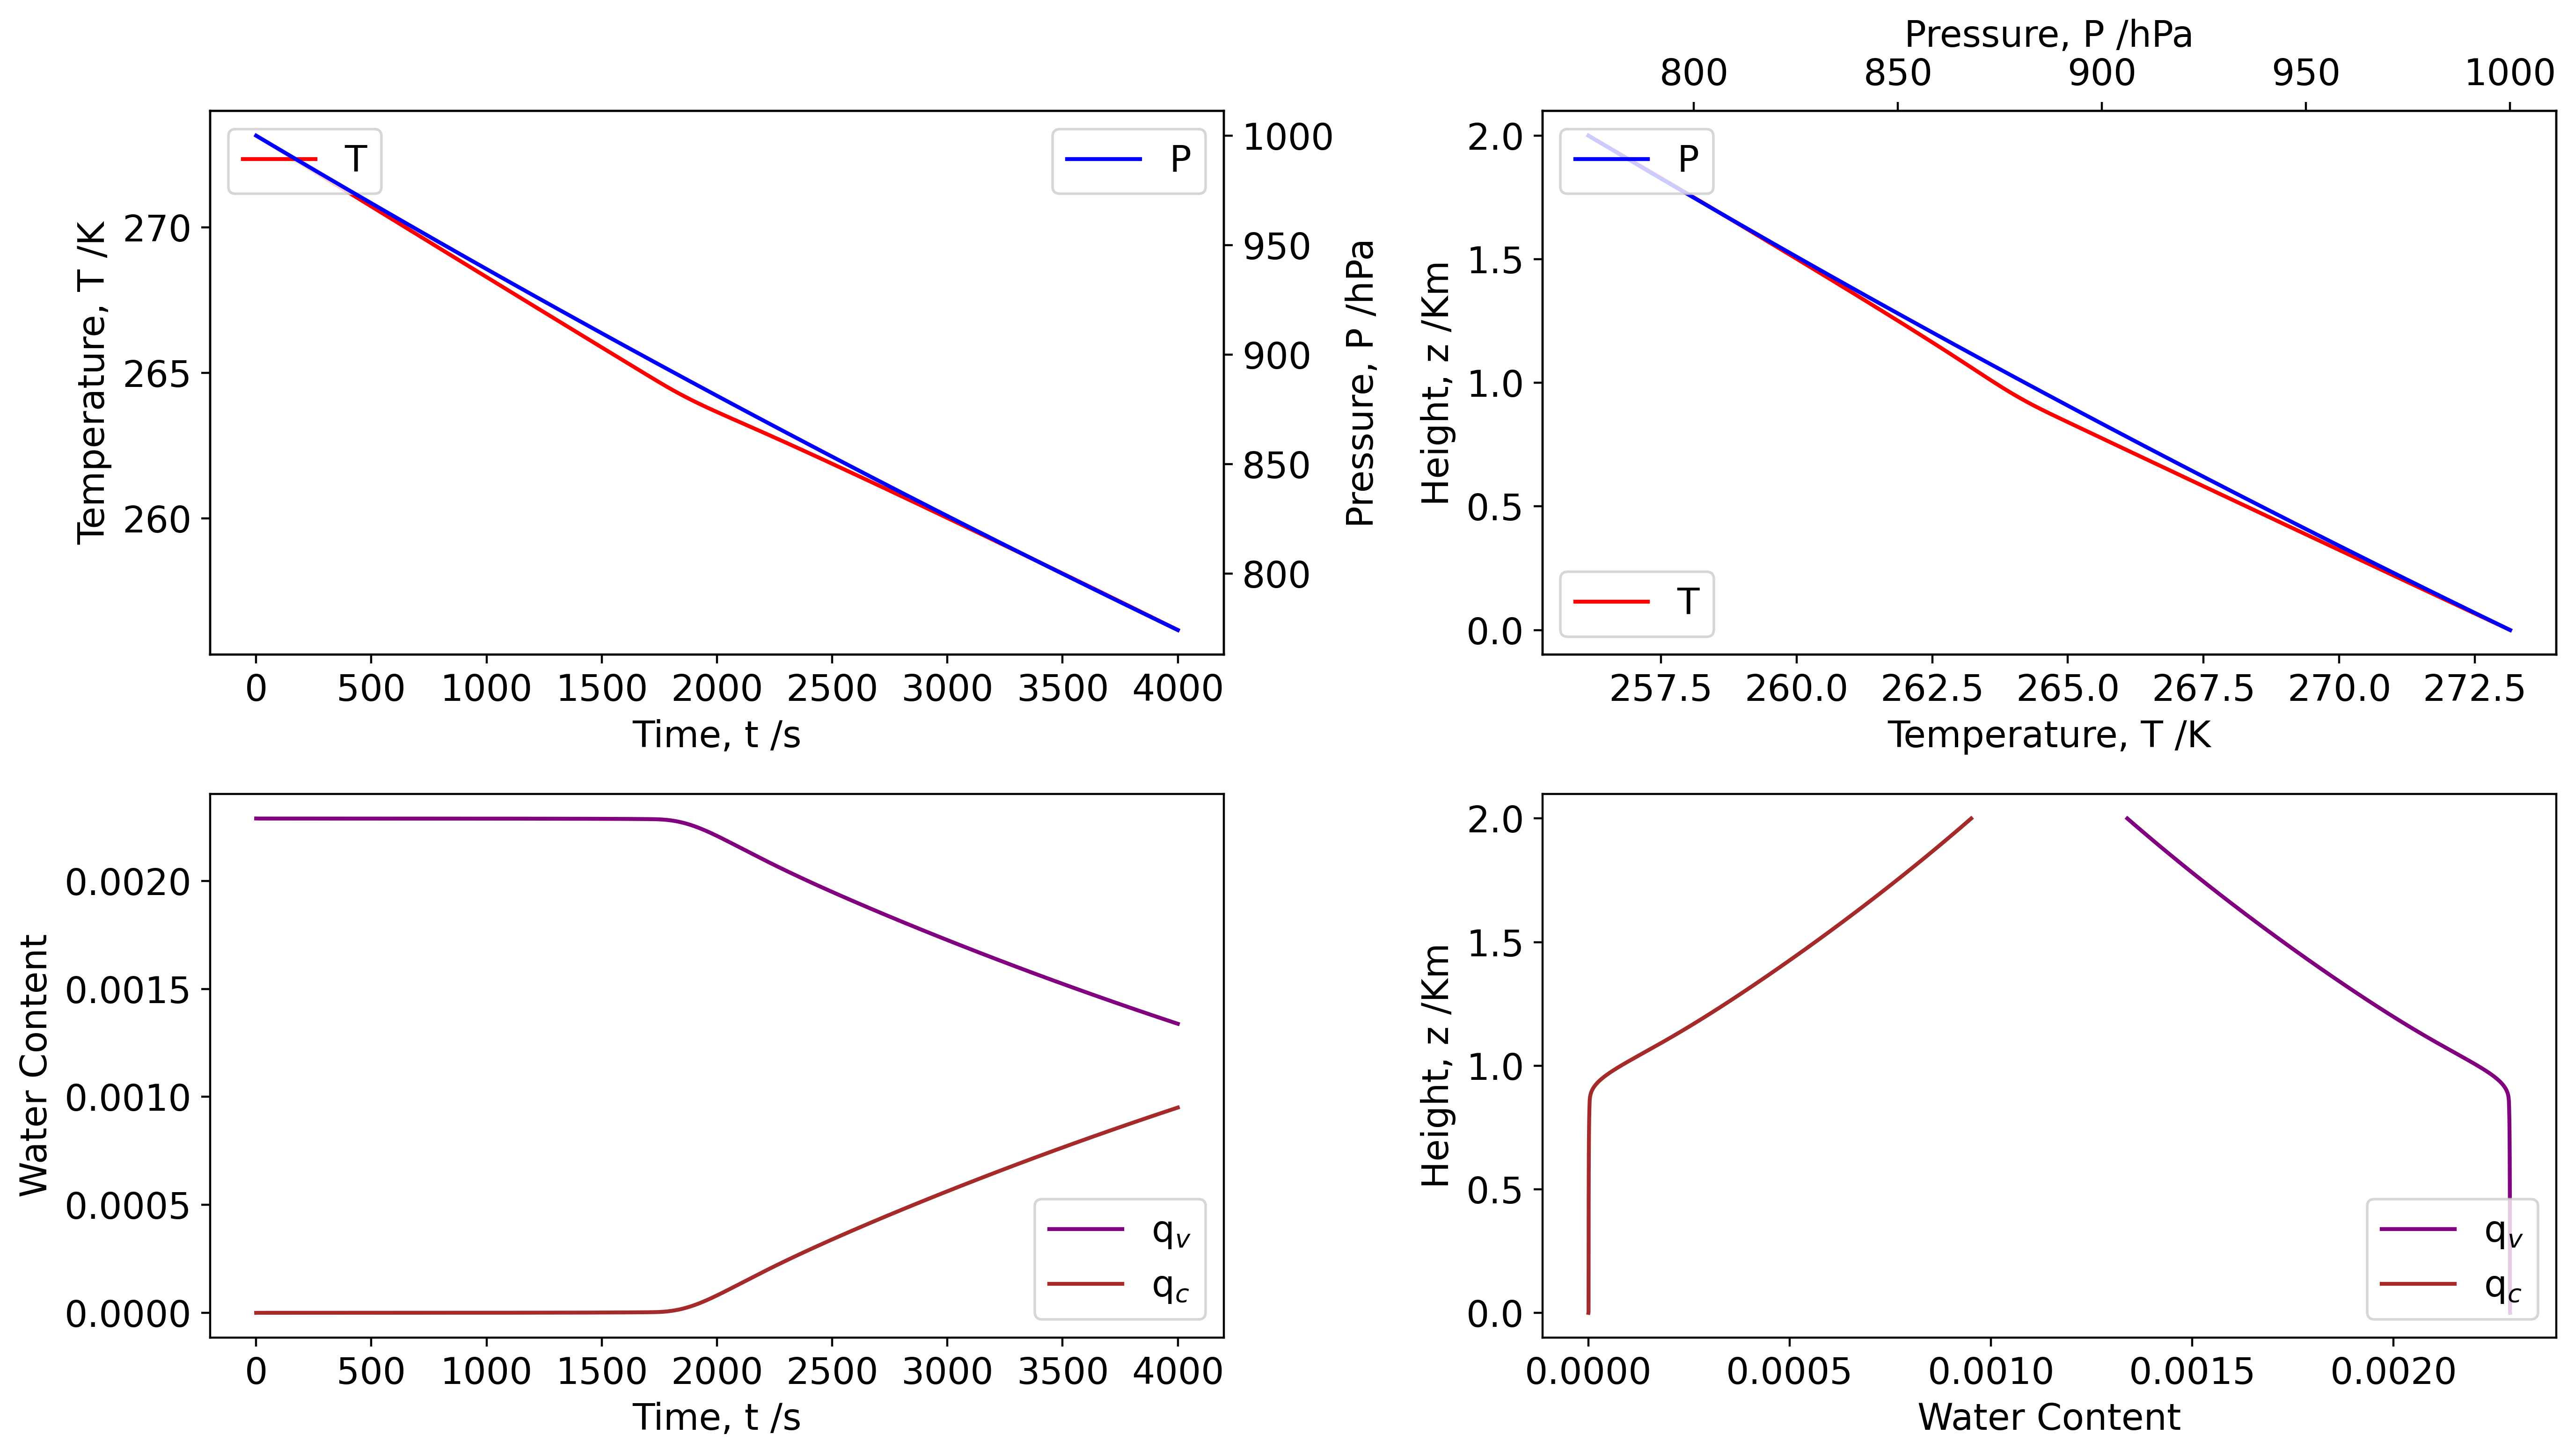 T
P
270
265
260
Temperature, T /K
1000
950
900
850
800
Pressure, P /hPa
0 500 1000 1500 2000 2500 3000 3500 4000
Time, t /s
Pressure, P /hPa
800 850 900 950 1000
P
T
2.0
1.5
1.0
0.5
0.0
Height, z /Km
257.5 260.0 262.5 265.0 267.5 270.0 272.5
Temperature, T /K
0.0020
0.0015
0.0010
0.0005
0.0000
Water Content
q_v
q_c
0 500 1000 1500 2000 2500 3000 3500 4000
Time, t /s
2.0
1.5
1.0
0.5
0.0
Height, z /Km
q_v
q_c
0.0000 0.0005 0.0010 0.0015 0.0020
Water Content